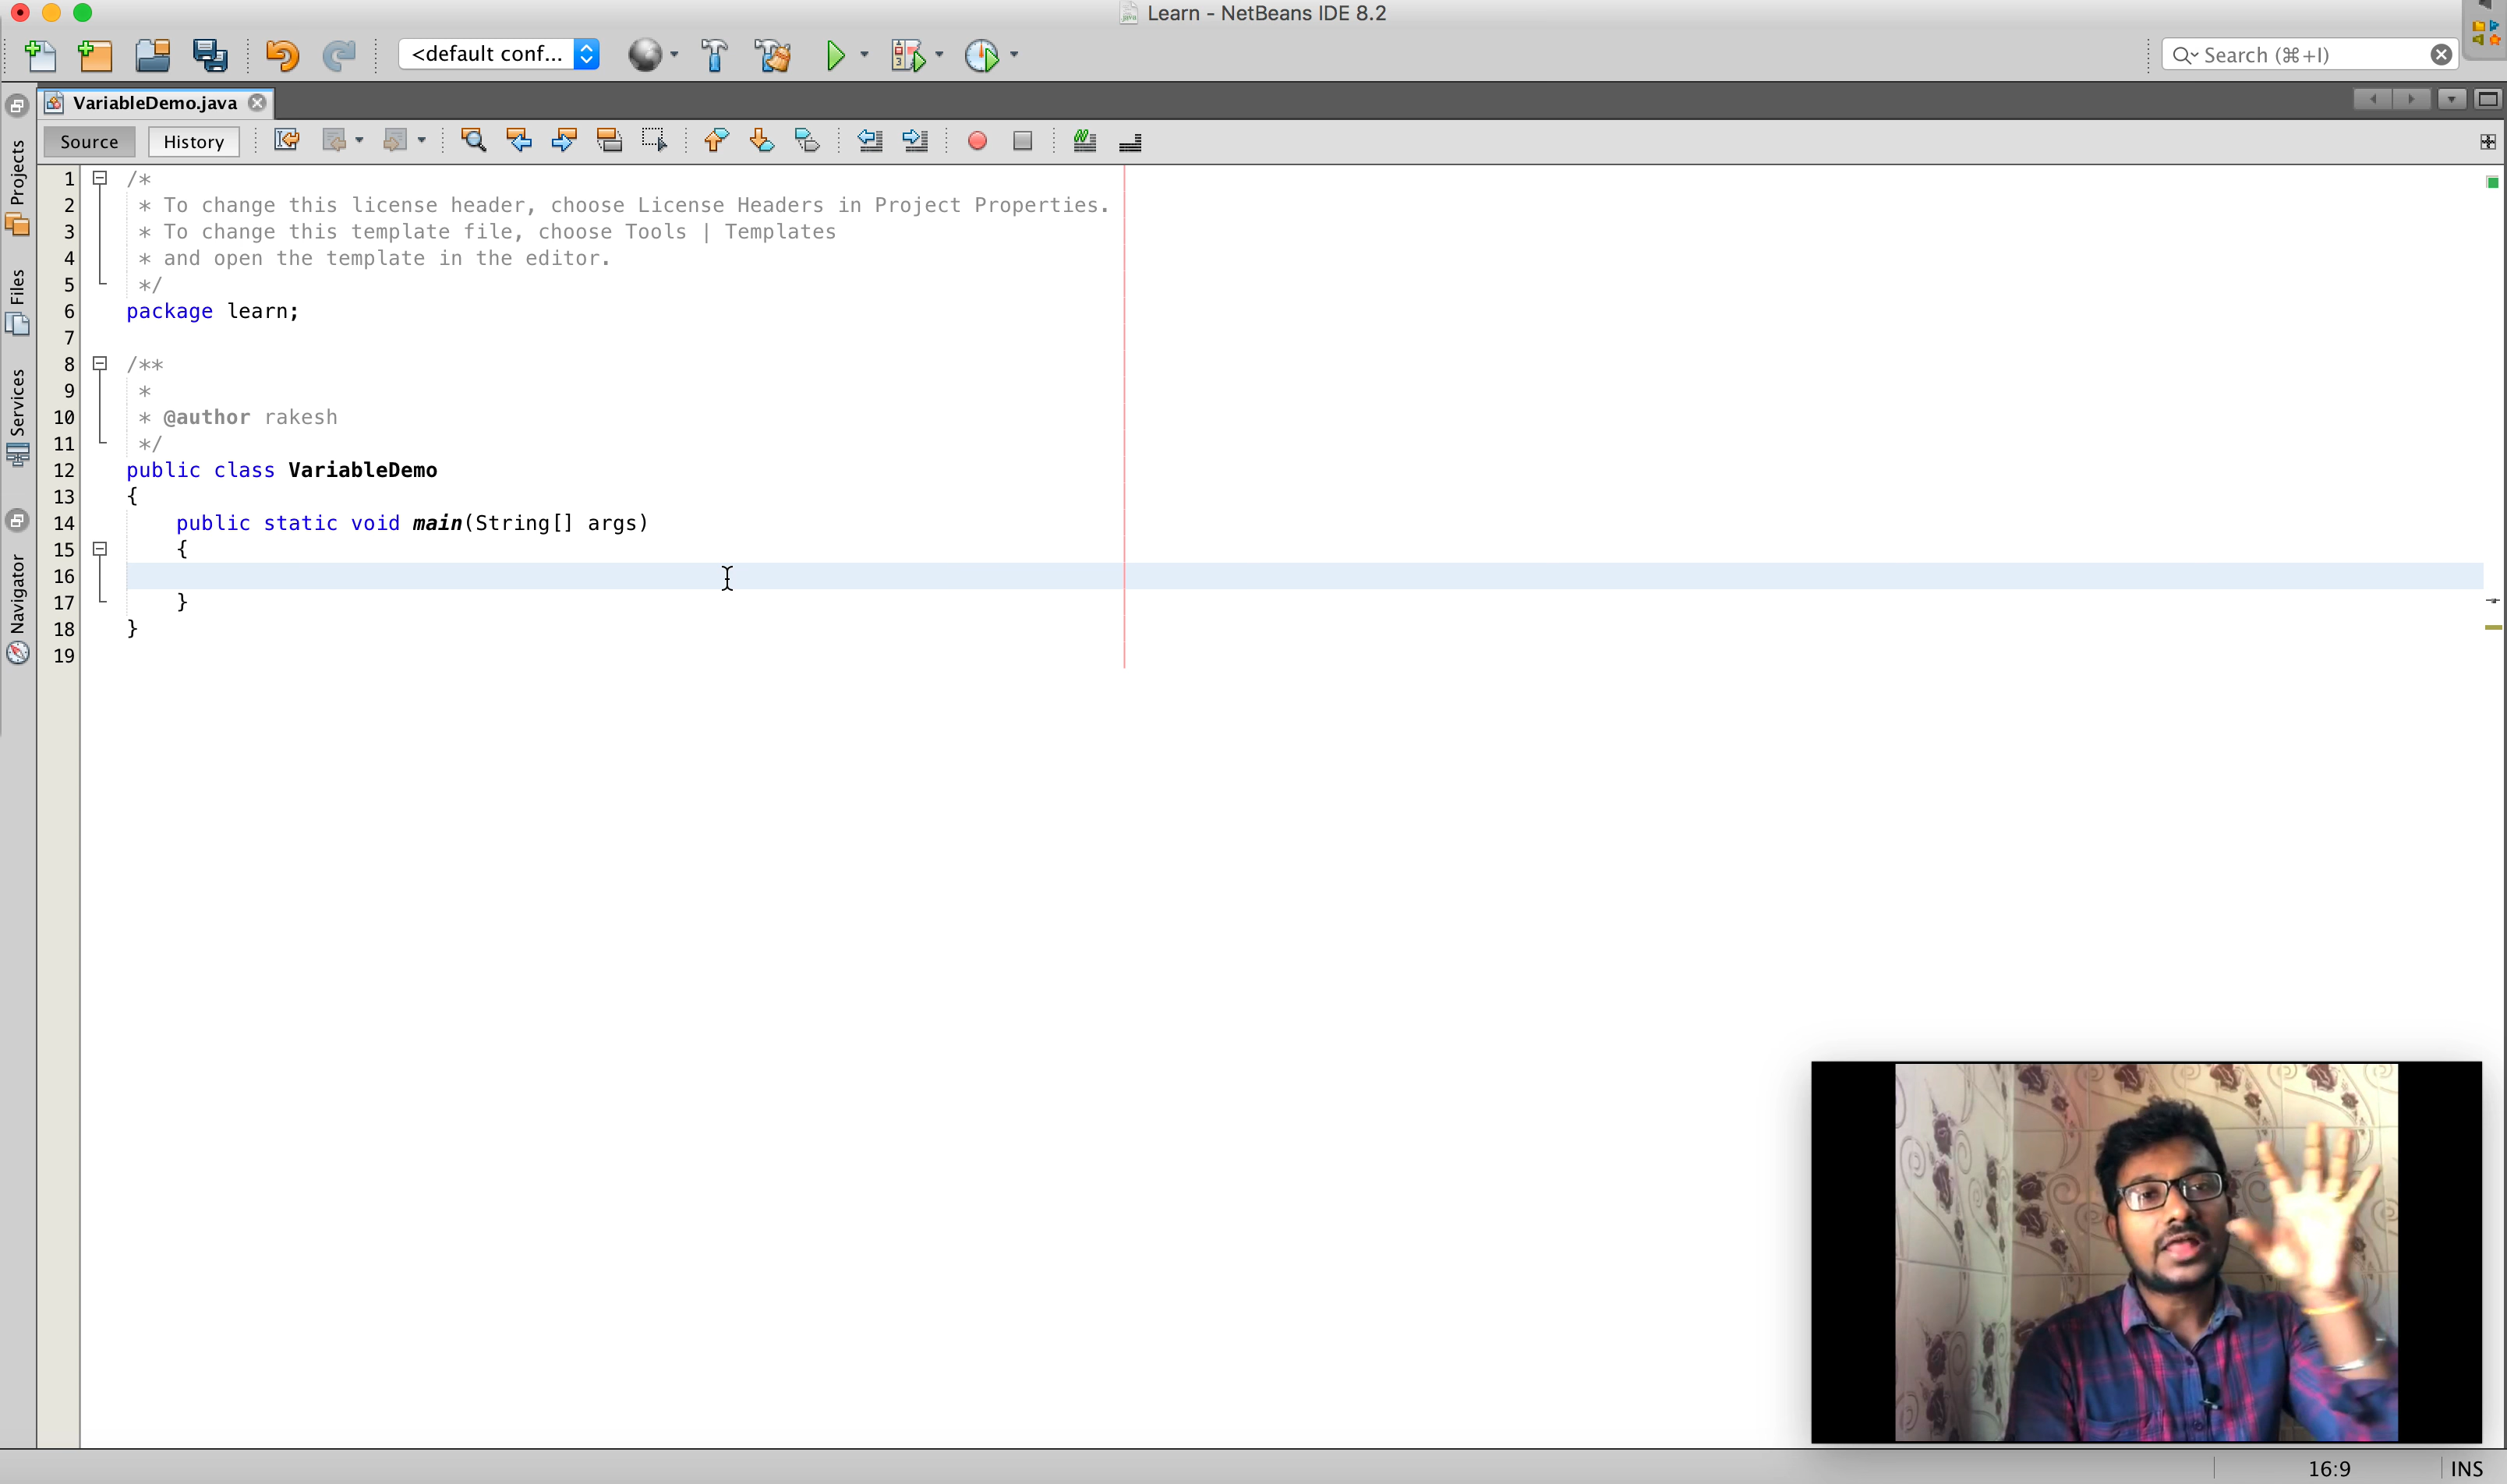 Learn - NetBeans IDE 8.2
<default conf...
Search (⌘+I)
VariableDemo.java
Source
History
Projects
Files
Services
Navigator
1 /*
2  * To change this license header, choose License Headers in Project Properties.
3  * To change this template file, choose Tools | Templates
4  * and open the template in the editor.
5  */
6 package learn;
7
8 /**
9  *
10  * @author rakesh
11  */
12 public class VariableDemo
13 {
14     public static void main(String[] args)
15     {
16
17     }
18 }
19
16:9
INS